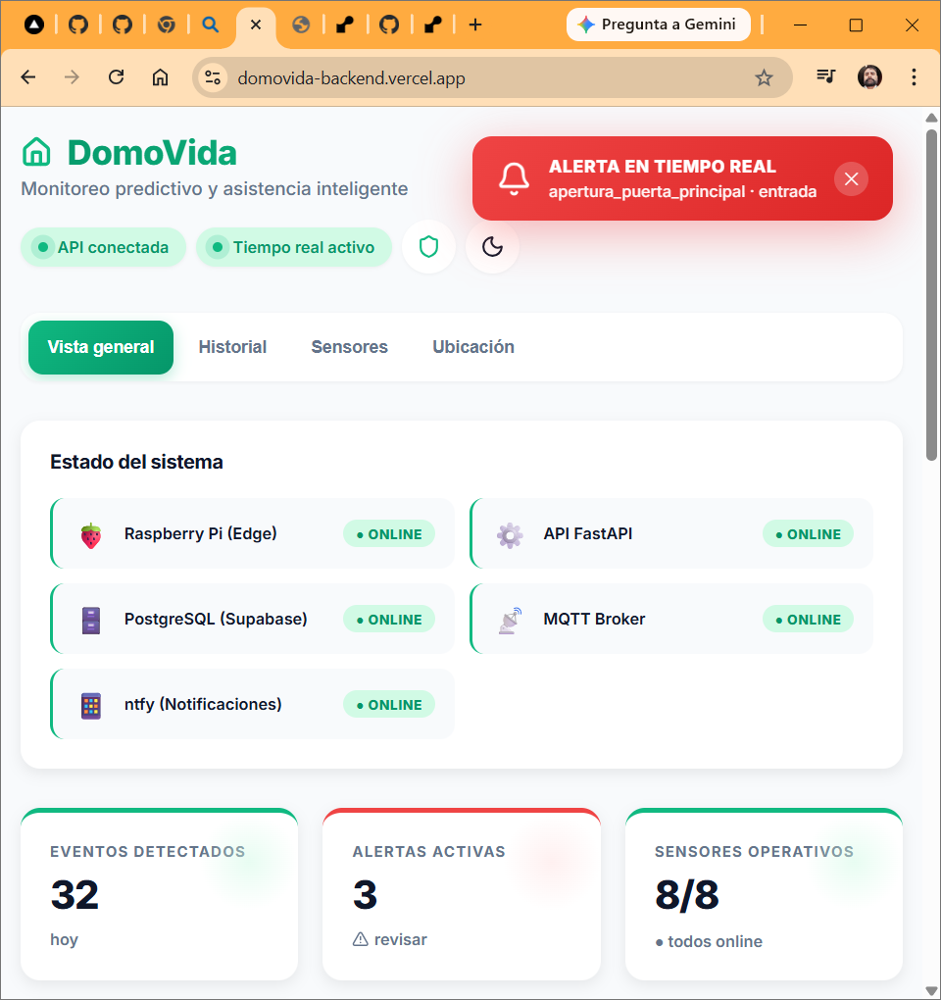 Pregunta a Gemini
domovida-backend.vercel.app
DomoVida
Monitoreo predictivo y asistencia inteligente
ALERTA EN TIEMPO REAL
apertura_puerta_principal · entrada
API conectada
Tiempo real activo
Vista general
Historial
Sensores
Ubicación
Estado del sistema
Raspberry Pi (Edge)
● ONLINE
API FastAPI
● ONLINE
PostgreSQL (Supabase)
● ONLINE
MQTT Broker
● ONLINE
ntfy (Notificaciones)
● ONLINE
EVENTOS DETECTADOS
32
hoy
ALERTAS ACTIVAS
3
⚠ revisar
SENSORES OPERATIVOS
8/8
● todos online